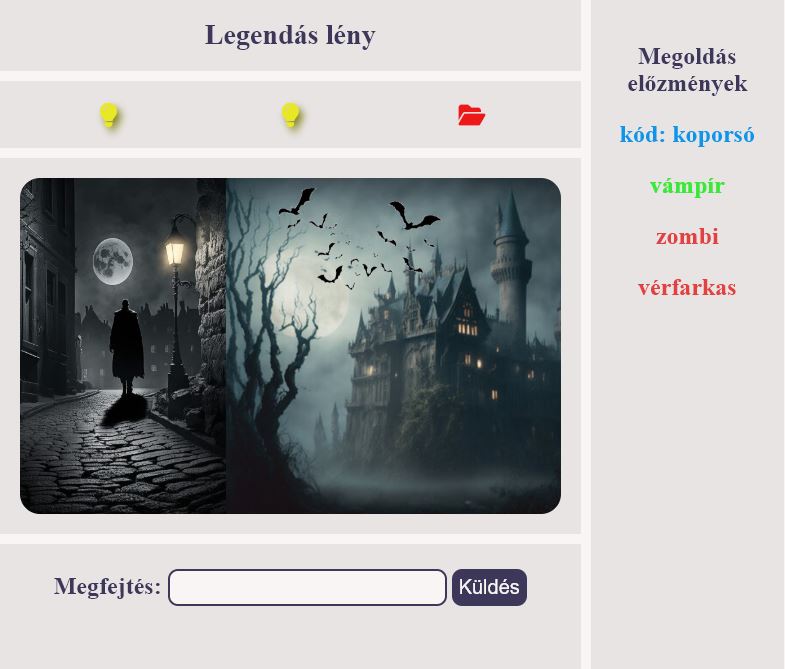 Legendás lény
Megfejtés:
Küldés
Megoldás
előzmények
kód: koporsó
vámpír
zombi
vérfarkas